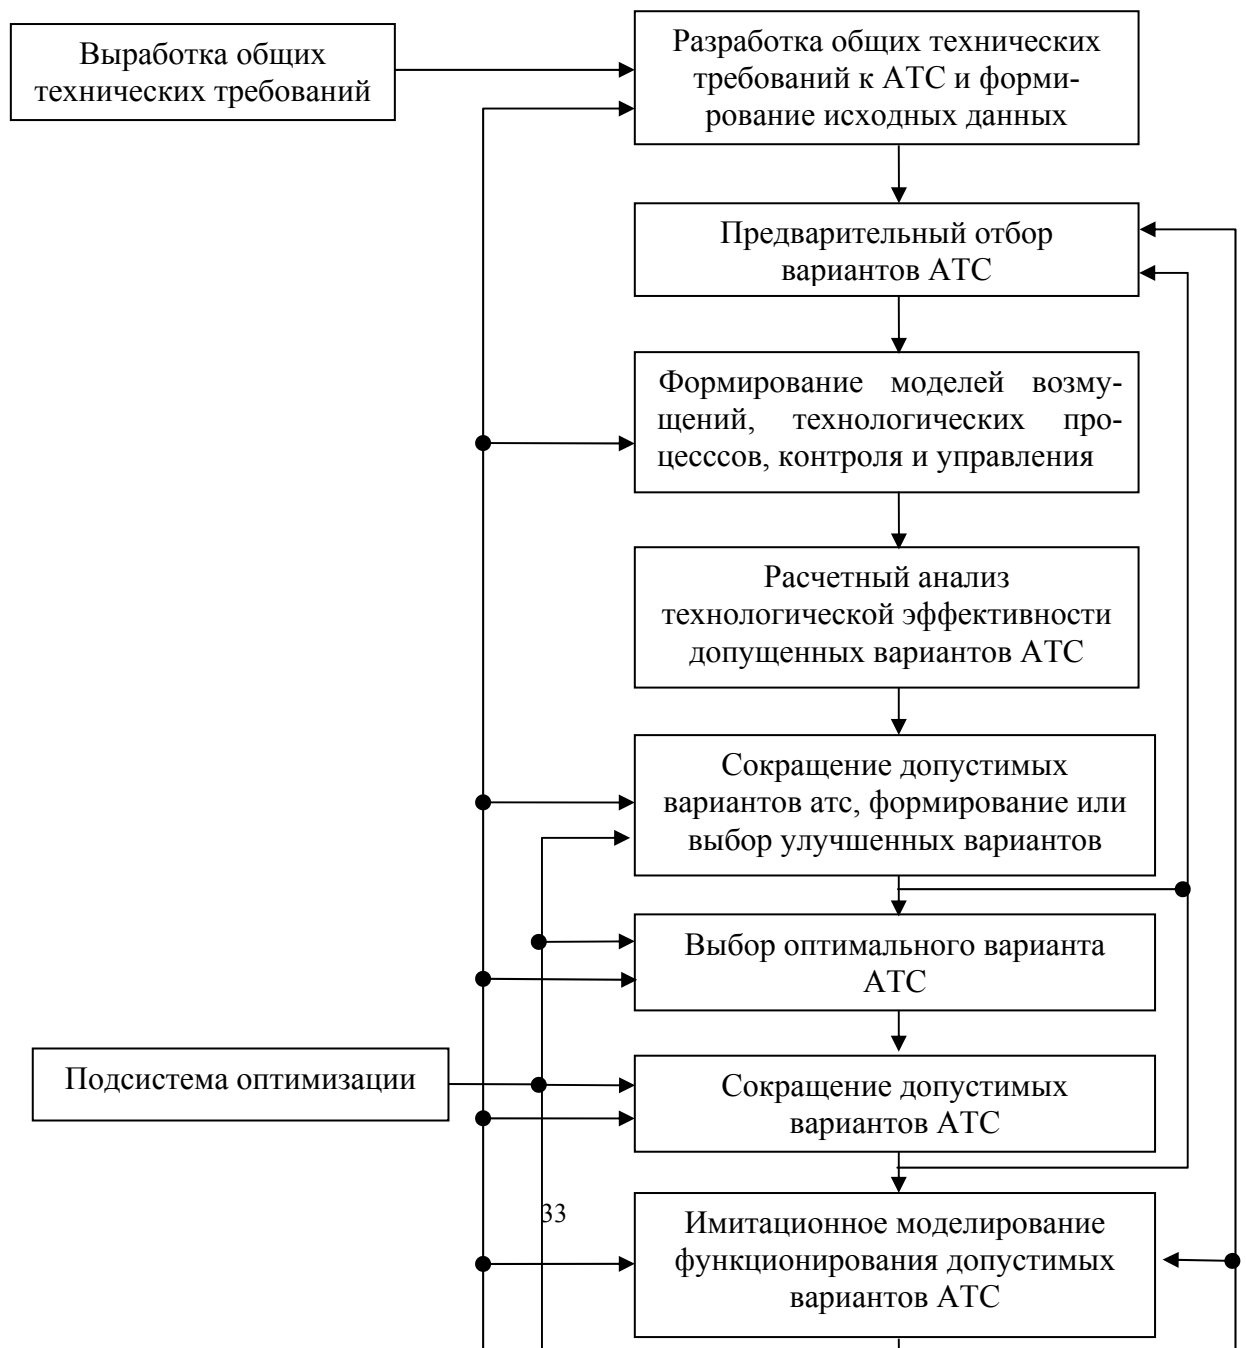 Выработка общих
технических требований
Разработка общих технических
требований к АТС и форми-
рование исходных данных
Предварительный отбор
вариантов АТС
Формирование моделей возму-
щений, технологических про-
цесссов, контроля и управления
Расчетный анализ
технологической эффективности
допущенных вариантов АТС
Сокращение допустимых
вариантов атс, формирование или
выбор улучшенных вариантов
Выбор оптимального варианта
АТС
Подсистема оптимизации
Сокращение допустимых
вариантов АТС
33
Имитационное моделирование
функционирования допустимых
вариантов АТС